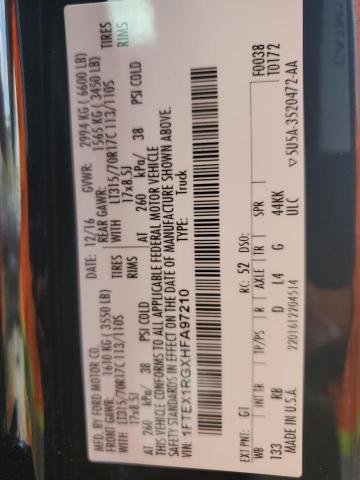 MFD. BY FORD MOTOR CO.
DATE: 12/16 GVWR: 2994 KG ( 6600 LB)
FRONT GAWR: 1610 KG ( 3550 LB) REAR GAWR: 1565 KG ( 3450 LB)
WITH LT315/70R17C 113/110S WITH LT315/70R17C 113/110S TIRES
17x8.5J RIMS 17x8.5J RIMS
AT 260 kPa/ 38 PSI COLD AT 260 kPa/ 38 PSI COLD
THIS VEHICLE CONFORMS TO ALL APPLICABLE FEDERAL MOTOR VEHICLE
SAFETY STANDARDS IN EFFECT ON THE DATE OF MANUFACTURE SHOWN ABOVE.
VIN: 1FTEX1RGXHFA97210
TYPE: Truck
F0038
T0172
EXT PNT: G1 RC: 52 DSO:
WB INT TR TP/PS R AXLE TR SPR
133 RB D L4 G 44KK
MADE IN U.S.A. 2201612204514 ULC
5U5A-3520472-AA